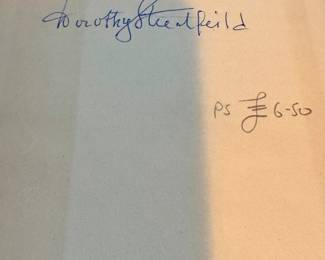 Dorothy Streatfeild
PS £6-50